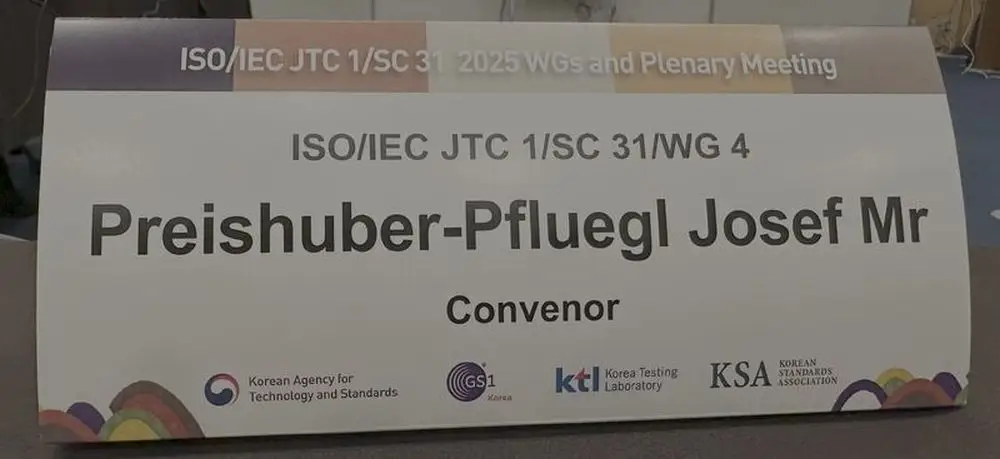 ISO/IEC JTC 1/SC 31 2025 WGs and Plenary Meeting
ISO/IEC JTC 1/SC 31/WG 4
Preishuber-Pfluegl Josef Mr
Convenor
Korean Agency for
Technology and Standards
GS1
Korea
ktl
Korea Testing
Laboratory
KSA
KOREAN
STANDARDS
ASSOCIATION